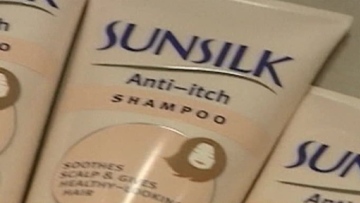 SUNSILK
Anti-itch
SHAMPOO
SOOTHES
SCALP & GIVES
HEALTHY-LOOKING
HAIR
SUN
Anti